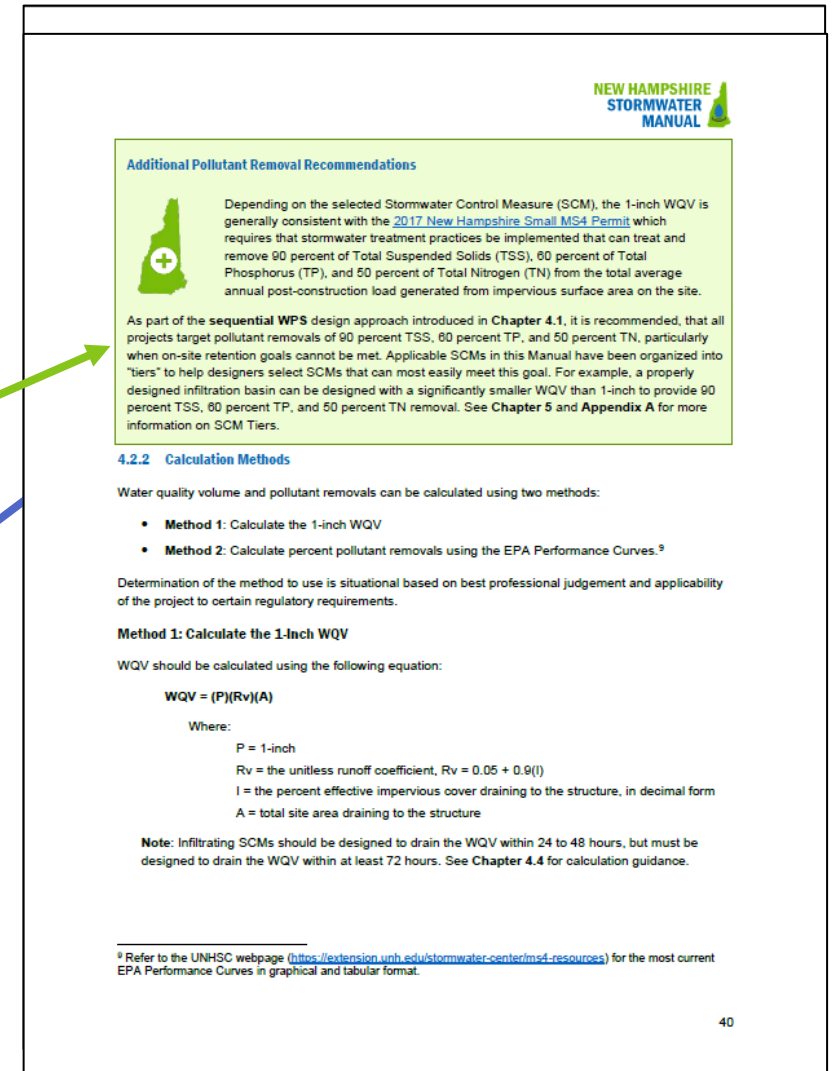 NEW HAMPSHIRE
STORMWATER
MANUAL
Additional Pollutant Removal Recommendations
Depending on the selected Stormwater Control Measure (SCM), the 1-inch WQV is
generally consistent with the 2017 New Hampshire Small MS4 Permit which
requires that stormwater treatment practices be implemented that can treat and
remove 90 percent of Total Suspended Solids (TSS), 60 percent of Total
Phosphorus (TP), and 50 percent of Total Nitrogen (TN) from the total average
annual post-construction load generated from impervious surface area on the site.
As part of the sequential WPS design approach introduced in Chapter 4.1, it is recommended, that all
projects target pollutant removals of 90 percent TSS, 60 percent TP, and 50 percent TN, particularly
when on-site retention goals cannot be met. Applicable SCMs in this Manual have been organized into
"tiers" to help designers select SCMs that can most easily meet this goal. For example, a properly
designed infiltration basin can be designed with a significantly smaller WQV than 1-inch to provide 90
percent TSS, 60 percent TP, and 50 percent TN removal. See Chapter 5 and Appendix A for more
information on SCM Tiers.
4.2.2 Calculation Methods
Water quality volume and pollutant removals can be calculated using two methods:
• Method 1: Calculate the 1-inch WQV
• Method 2: Calculate percent pollutant removals using the EPA Performance Curves.⁹
Determination of the method to use is situational based on best professional judgement and applicability
of the project to certain regulatory requirements.
Method 1: Calculate the 1-Inch WQV
WQV should be calculated using the following equation:
WQV = (P)(Rv)(A)
Where:
P = 1-inch
Rv = the unitless runoff coefficient, Rv = 0.05 + 0.9(I)
I = the percent effective impervious cover draining to the structure, in decimal form
A = total site area draining to the structure
Note: Infiltrating SCMs should be designed to drain the WQV within 24 to 48 hours, but must be
designed to drain the WQV within at least 72 hours. See Chapter 4.4 for calculation guidance.
⁹ Refer to the UNHSC webpage (https://extension.unh.edu/stormwater-center/ms4-resources) for the most current
EPA Performance Curves in graphical and tabular format.
40